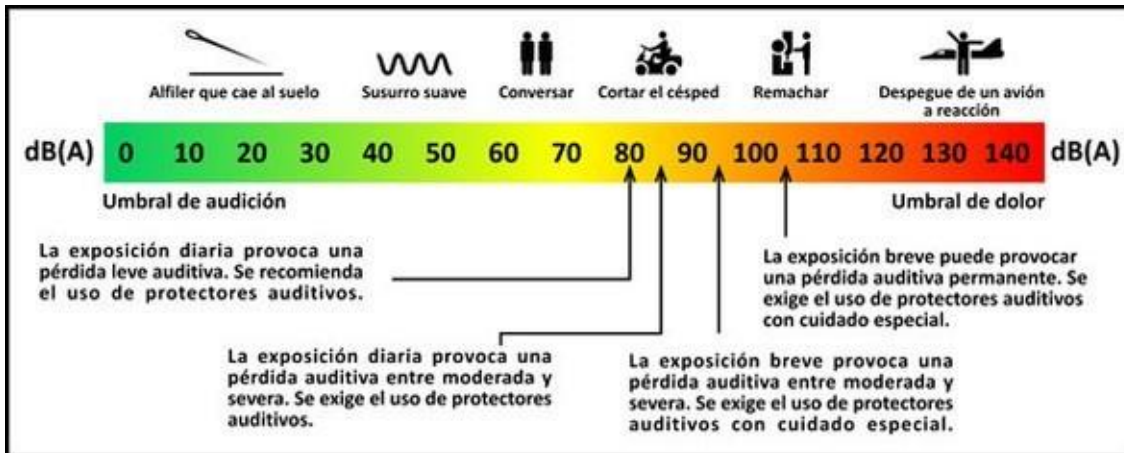 Alfiler que cae al suelo
Susurro suave
Conversar
Cortar el césped
Remachar
Despegue de un avión
a reacción
dB(A) 0 10 20 30 40 50 60 70 80 90 100 110 120 130 140 dB(A)
Umbral de audición
Umbral de dolor
La exposición diaria provoca una
pérdida leve auditiva. Se recomienda
el uso de protectores auditivos.
La exposición breve puede provocar
una pérdida auditiva permanente. Se
exige el uso de protectores auditivos
con cuidado especial.
La exposición diaria provoca una
pérdida auditiva entre moderada y
severa. Se exige el uso de protectores
auditivos.
La exposición breve provoca una
pérdida auditiva entre moderada y
severa. Se exige el uso de protectores
auditivos con cuidado especial.